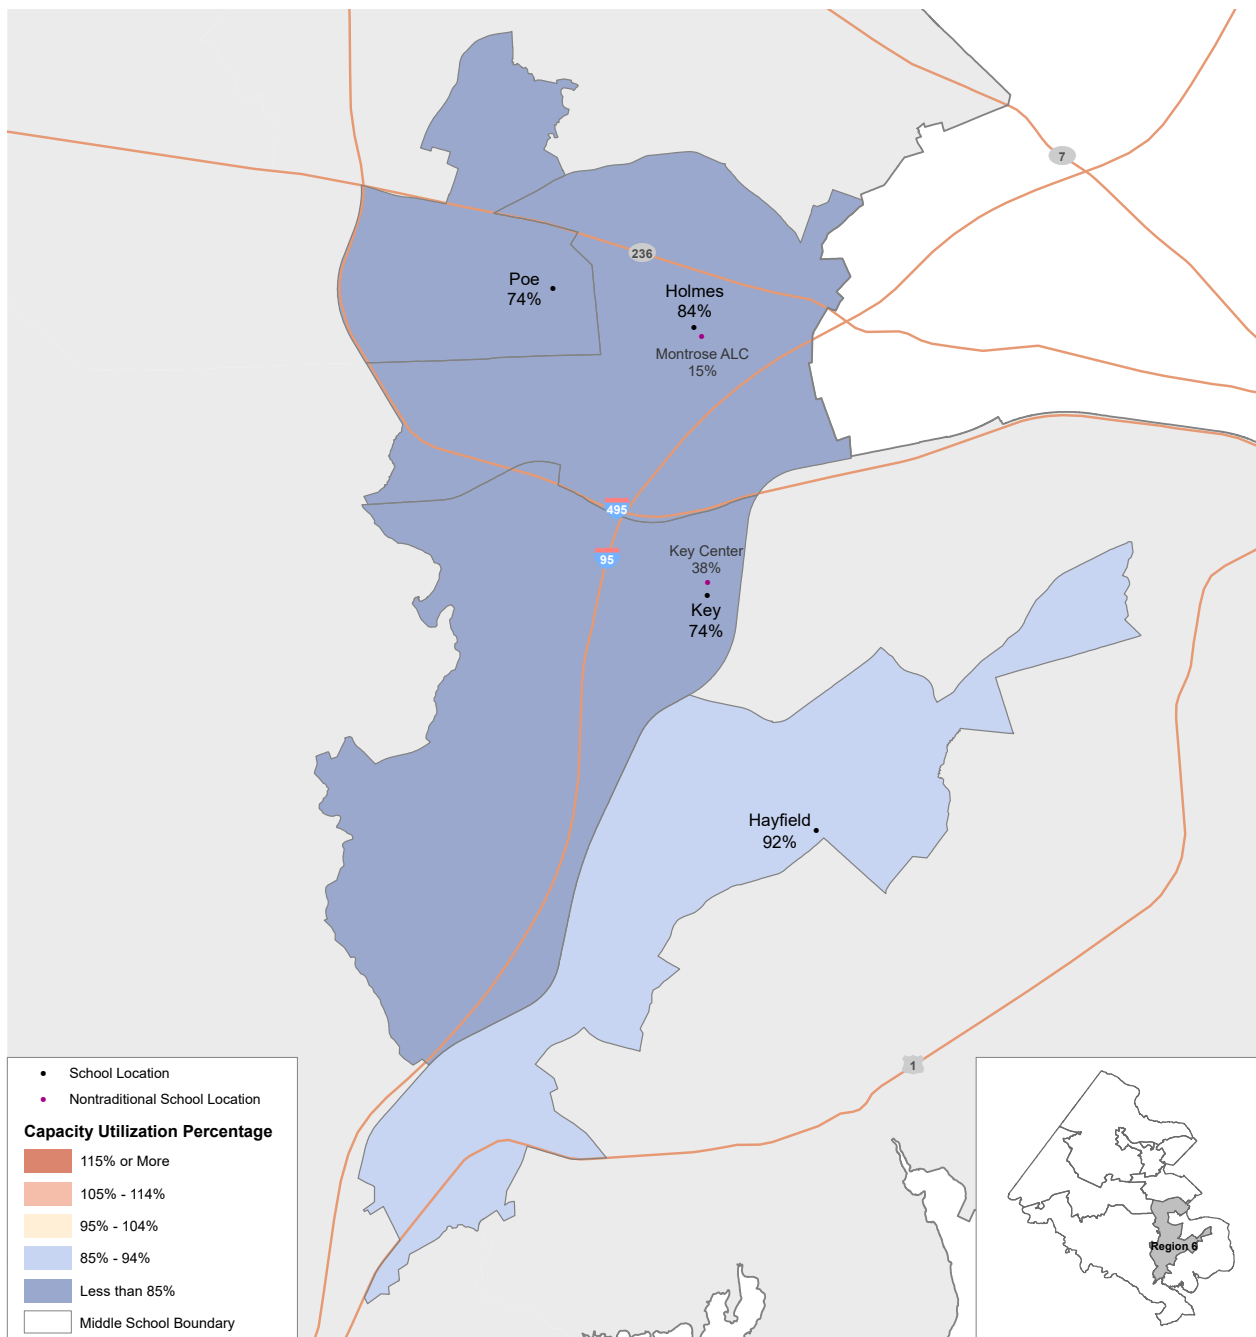 7
236
Poe
74%
Holmes
84%
Montrose ALC
15%
495
95
Key Center
38%
Key
74%
Hayfield
92%
1
School Location
Nontraditional School Location
Capacity Utilization Percentage
115% or More
105% - 114%
95% - 104%
85% - 94%
Less than 85%
Middle School Boundary
Region 6